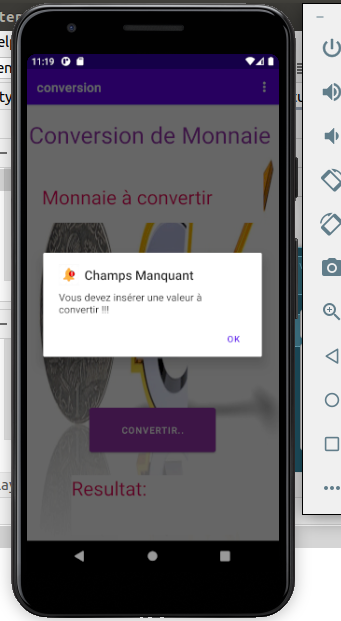 11:19
conversion
Conversion de Monnaie
Monnaie à convertir
Champs Manquant
Vous devez insérer une valeur à
convertir !!!
OK
CONVERTIR..
Resultat: